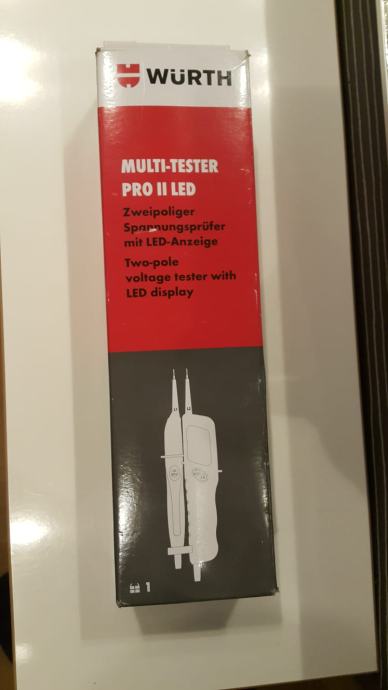 WÜRTH
MULTI-TESTER
PRO II LED
Zweipoliger
Spannungsprüfer
mit LED-Anzeige
Two-pole
voltage tester with
LED display
1